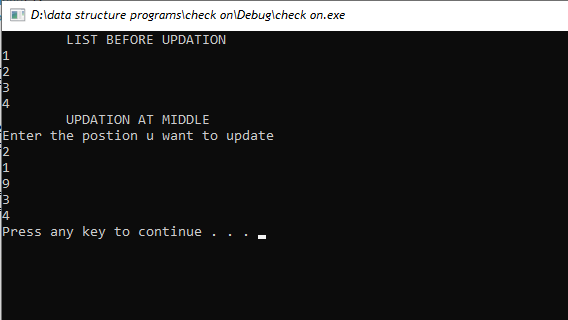 D:\data structure programs\check on\Debug\check on.exe
LIST BEFORE UPDATION
1
2
3
4
UPDATION AT MIDDLE
Enter the postion u want to update
2
1
9
3
4
Press any key to continue . . .